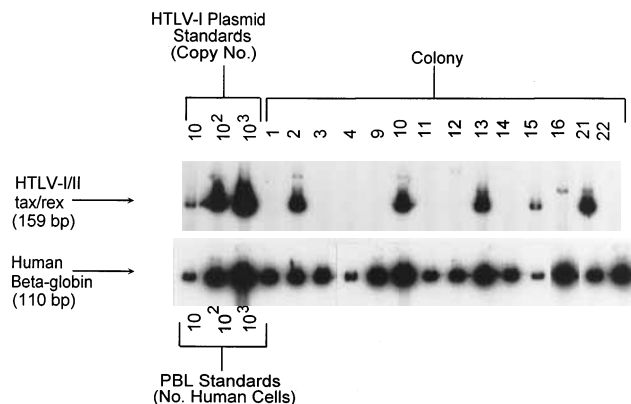 HTLV-I Plasmid
Standards
(Copy No.)
Colony
10 10² 10³ 1 2 3 4 9 10 11 12 13 14 15 16 21 22
HTLV-I/II
tax/rex
(159 bp)
Human
Beta-globin
(110 bp)
10 10² 10³
PBL Standards
(No. Human Cells)